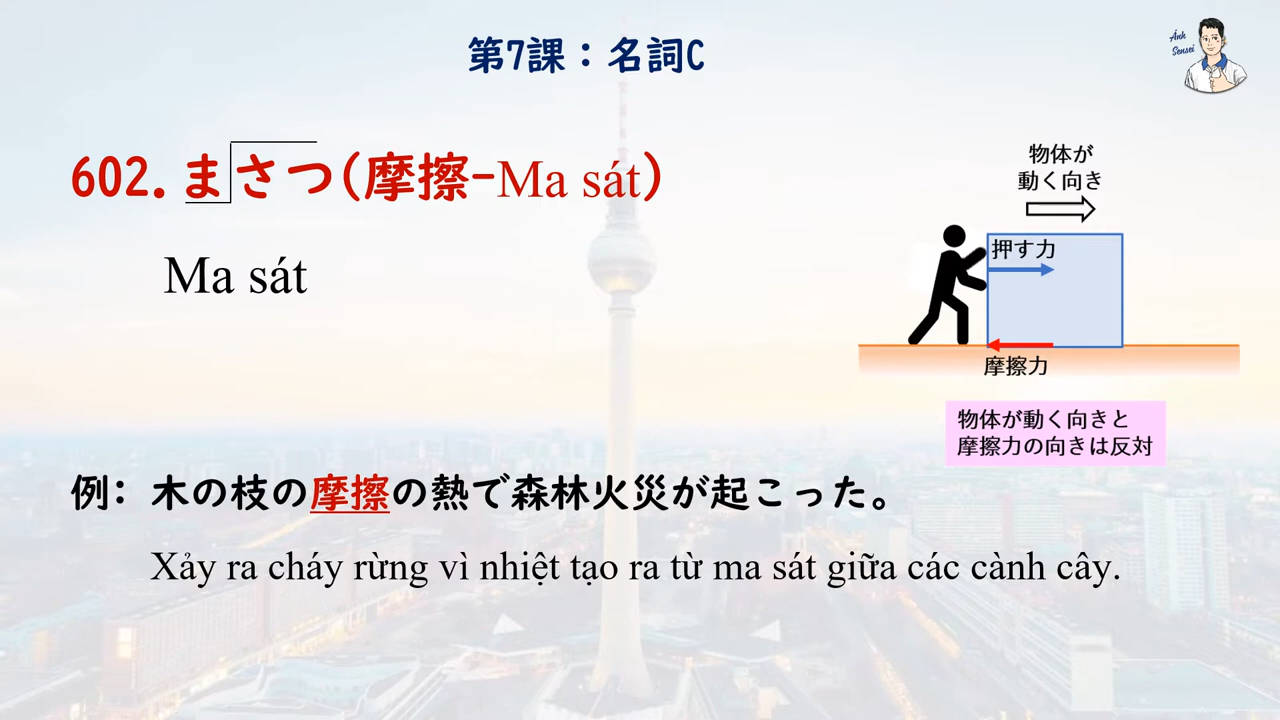 第7課：名詞C
Ánh
Sensei
602.まさつ(摩擦-Ma sát)
Ma sát
物体が
動く向き
押す力
摩擦力
物体が動く向きと
摩擦力の向きは反対
例：木の枝の摩擦の熱で森林火災が起こった。
Xảy ra cháy rừng vì nhiệt tạo ra từ ma sát giữa các cành cây.